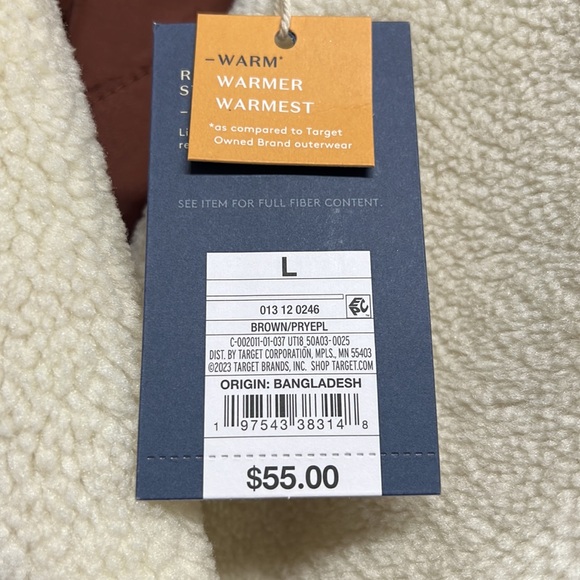 –WARM*
WARMER
WARMEST
*as compared to Target
Owned Brand outerwear
SEE ITEM FOR FULL FIBER CONTENT.
L
013 12 0246
BROWN/PRYEPL
C-002011-01-037 UT18_50A03-0025
DIST. BY TARGET CORPORATION, MPLS., MN 55403
©2023 TARGET BRANDS, INC. SHOP TARGET.COM
ORIGIN: BANGLADESH
1 97543 38314 8
$55.00